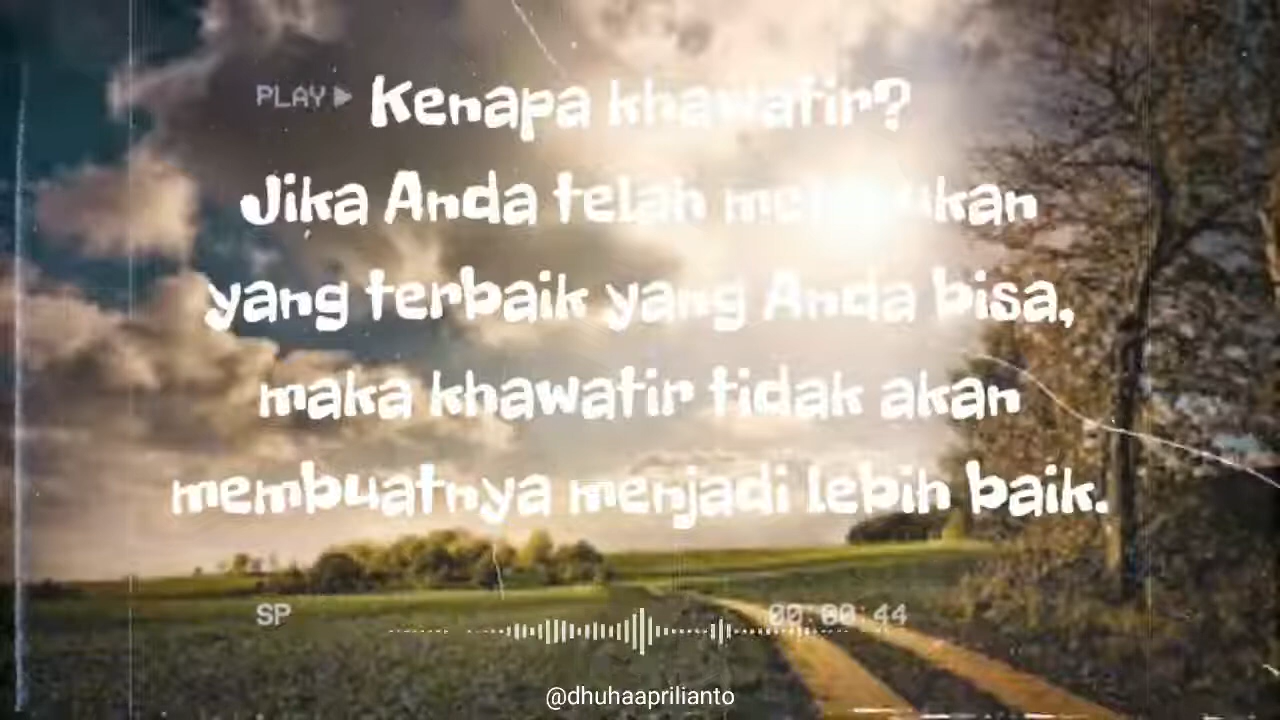 PLAY
Kenapa khawatir?
Jika Anda telah
yang terbaik yang Anda bisa,
maka khawatir tidak akan
membuatnya menjadi lebih baik.
SP 00:00:44
@dhuhaaprilianto